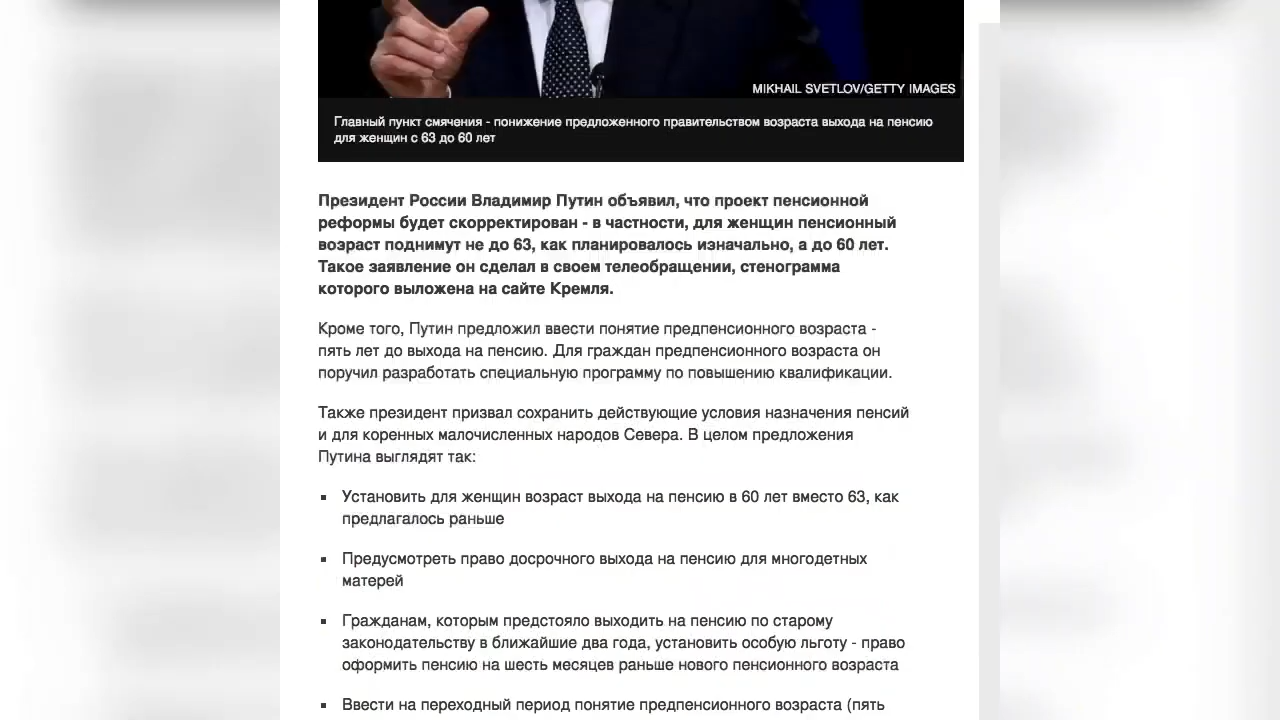 MIKHAIL SVETLOV/GETTY IMAGES
Главный пункт смячения - понижение предложенного правительством возраста выхода на пенсию
для женщин с 63 до 60 лет
Президент России Владимир Путин объявил, что проект пенсионной
реформы будет скорректирован - в частности, для женщин пенсионный
возраст поднимут не до 63, как планировалось изначально, а до 60 лет.
Такое заявление он сделал в своем телеобращении, стенограмма
которого выложена на сайте Кремля.
Кроме того, Путин предложил ввести понятие предпенсионного возраста -
пять лет до выхода на пенсию. Для граждан предпенсионного возраста он
поручил разработать специальную программу по повышению квалификации.
Также президент призвал сохранить действующие условия назначения пенсий
и для коренных малочисленных народов Севера. В целом предложения
Путина выглядят так:
▪ Установить для женщин возраст выхода на пенсию в 60 лет вместо 63, как
предлагалось раньше
▪ Предусмотреть право досрочного выхода на пенсию для многодетных
матерей
▪ Гражданам, которым предстояло выходить на пенсию по старому
законодательству в ближайшие два года, установить особую льготу - право
оформить пенсию на шесть месяцев раньше нового пенсионного возраста
▪ Ввести на переходный период понятие предпенсионного возраста (пять